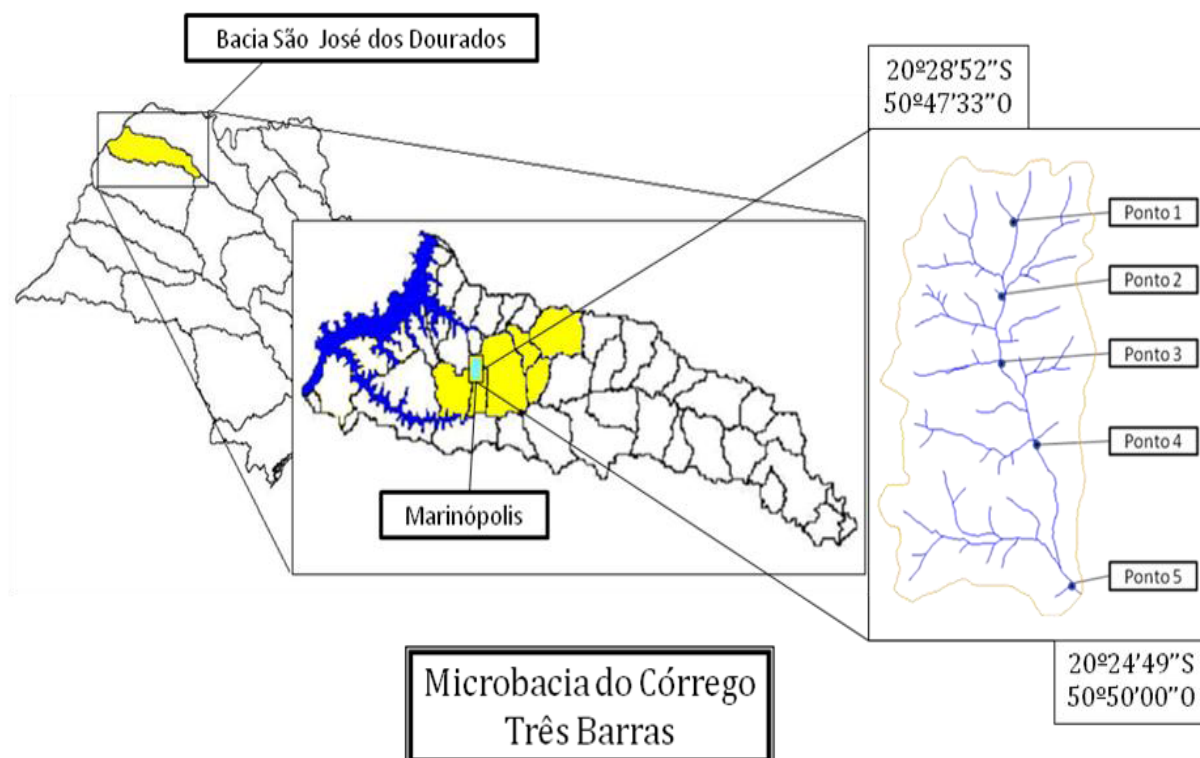 Bacia São José dos Dourados
20º28'52”S
50º47'33”O
Ponto 1
Ponto 2
Ponto 3
Ponto 4
Ponto 5
Marinópolis
20º24'49”S
50º50'00”O
Microbacia do Córrego
Três Barras